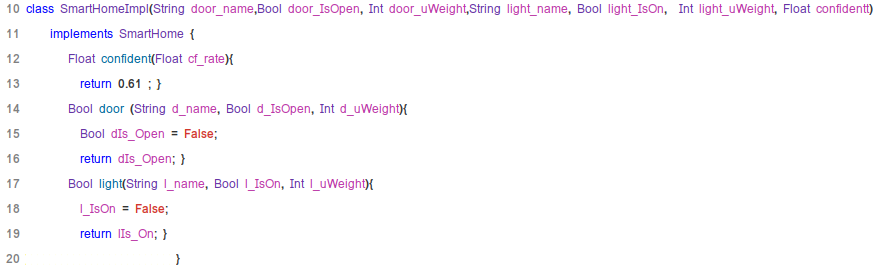 10 class SmartHomeImpl(String door_name,Bool door_IsOpen, Int door_uWeight,String light_name, Bool light_IsOn, Int light_uWeight, Float confidentt)
11 implements SmartHome {
12 Float confident(Float cf_rate){
13 return 0.61 ; }
14 Bool door (String d_name, Bool d_IsOpen, Int d_uWeight){
15 Bool dIs_Open = False;
16 return dIs_Open; }
17 Bool light(String l_name, Bool l_IsOn, Int l_uWeight){
18 l_IsOn = False;
19 return lIs_On; }
20 }